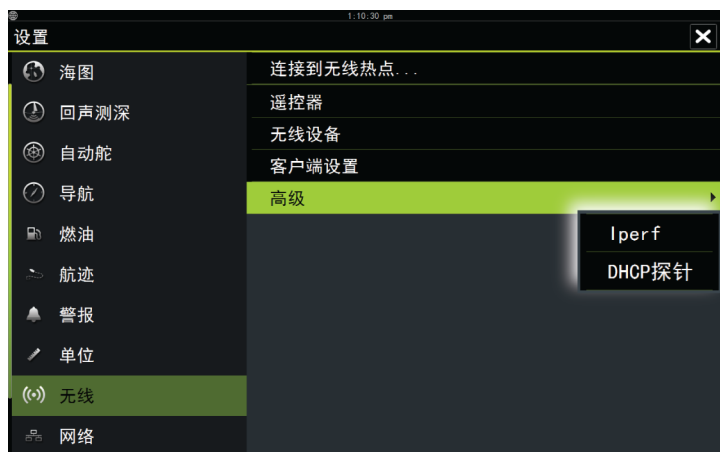 1:10:30 pm
设置
海图
回声测深
自动舵
导航
燃油
航迹
警报
单位
无线
网络
连接到无线热点...
遥控器
无线设备
客户端设置
高级
Iperf
DHCP探针